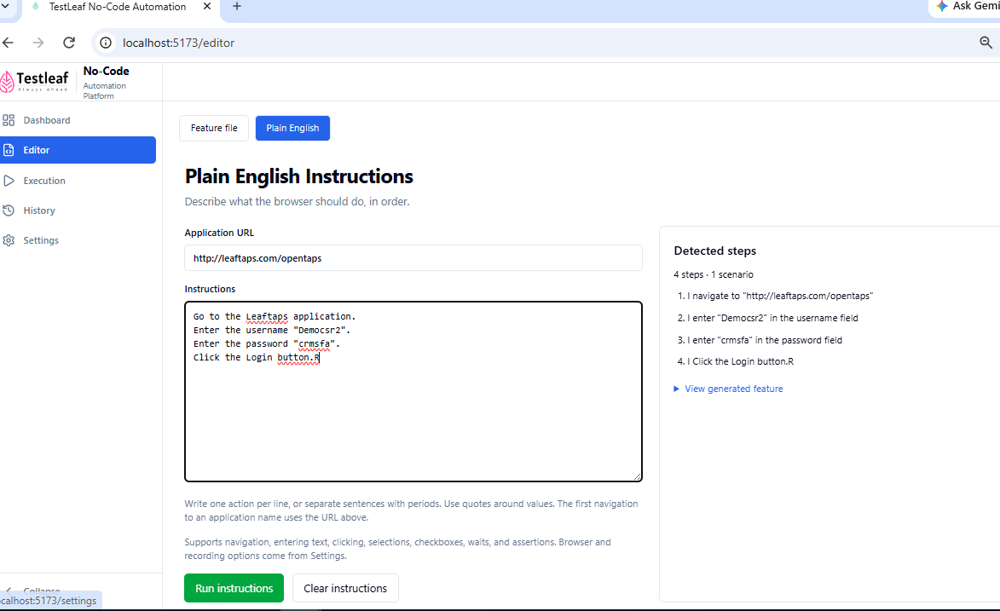 TestLeaf No-Code Automation
Ask Gemi
localhost:5173/editor
Testleaf
Always Ahead
No-Code
Automation
Platform
Dashboard
Editor
Execution
History
Settings
Feature file
Plain English
Plain English Instructions
Describe what the browser should do, in order.
Application URL
http://leaftaps.com/opentaps
Instructions
Go to the Leaftaps application.
Enter the username "Democsr2".
Enter the password "crmsfa".
Click the Login button.R
Write one action per line, or separate sentences with periods. Use quotes around values. The first navigation
to an application name uses the URL above.
Supports navigation, entering text, clicking, selections, checkboxes, waits, and assertions. Browser and
recording options come from Settings.
Run instructions
Clear instructions
Detected steps
4 steps · 1 scenario
1. I navigate to "http://leaftaps.com/opentaps"
2. I enter "Democsr2" in the username field
3. I enter "crmsfa" in the password field
4. I Click the Login button.R
View generated feature
Collapse
calhost:5173/settings